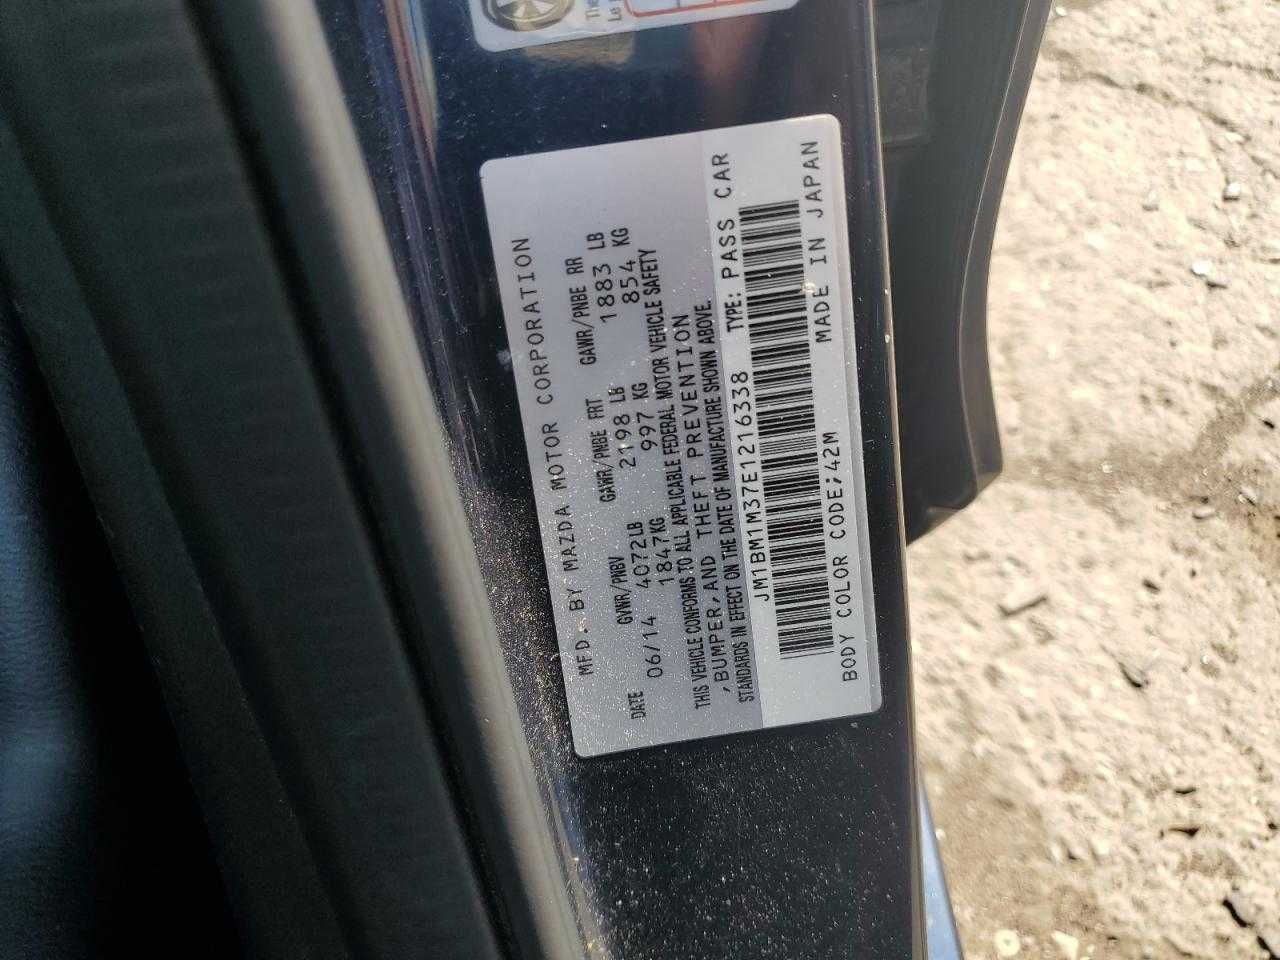 The
Le
MFD. BY MAZDA MOTOR CORPORATION
DATE GVWR/PNBV GAWR/PNBE FRT GAWR/PNBE RR
06/14 4072LB 2198 LB 1883 LB
1847KG 997 KG 854 KG
THIS VEHICLE CONFORMS TO ALL APPLICABLE FEDERAL MOTOR VEHICLE SAFETY
,BUMPER,AND THEFT PREVENTION
STANDARDS IN EFFECT ON THE DATE OF MANUFACTURE SHOWN ABOVE.
JM1BM1M37E1216338 TYPE: PASS CAR
BODY COLOR CODE;42M MADE IN JAPAN